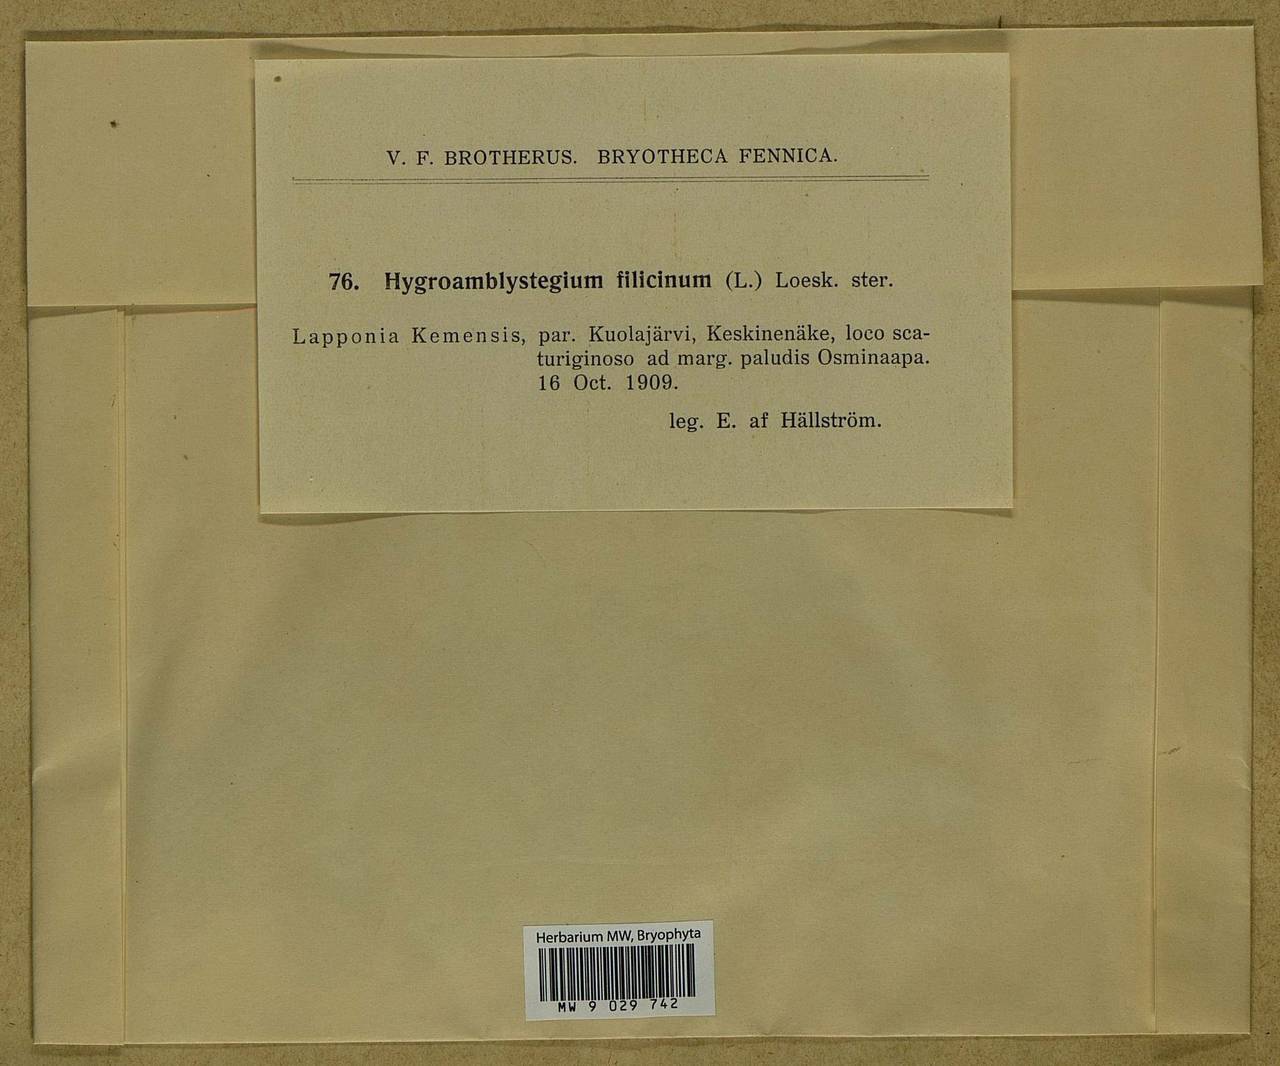 V. F. BROTHERUS. BRYOTHECA FENNICA.
76. Hygroamblystegium filicinum (L.) Loesk. ster.
Lapponia Kemensis, par. Kuolajärvi, Keskinenäke, loco sca-
turiginoso ad marg. paludis Osminaapa.
16 Oct. 1909.
leg. E. af Hällström.
Herbarium MW, Bryophyta
MW 9 029 742